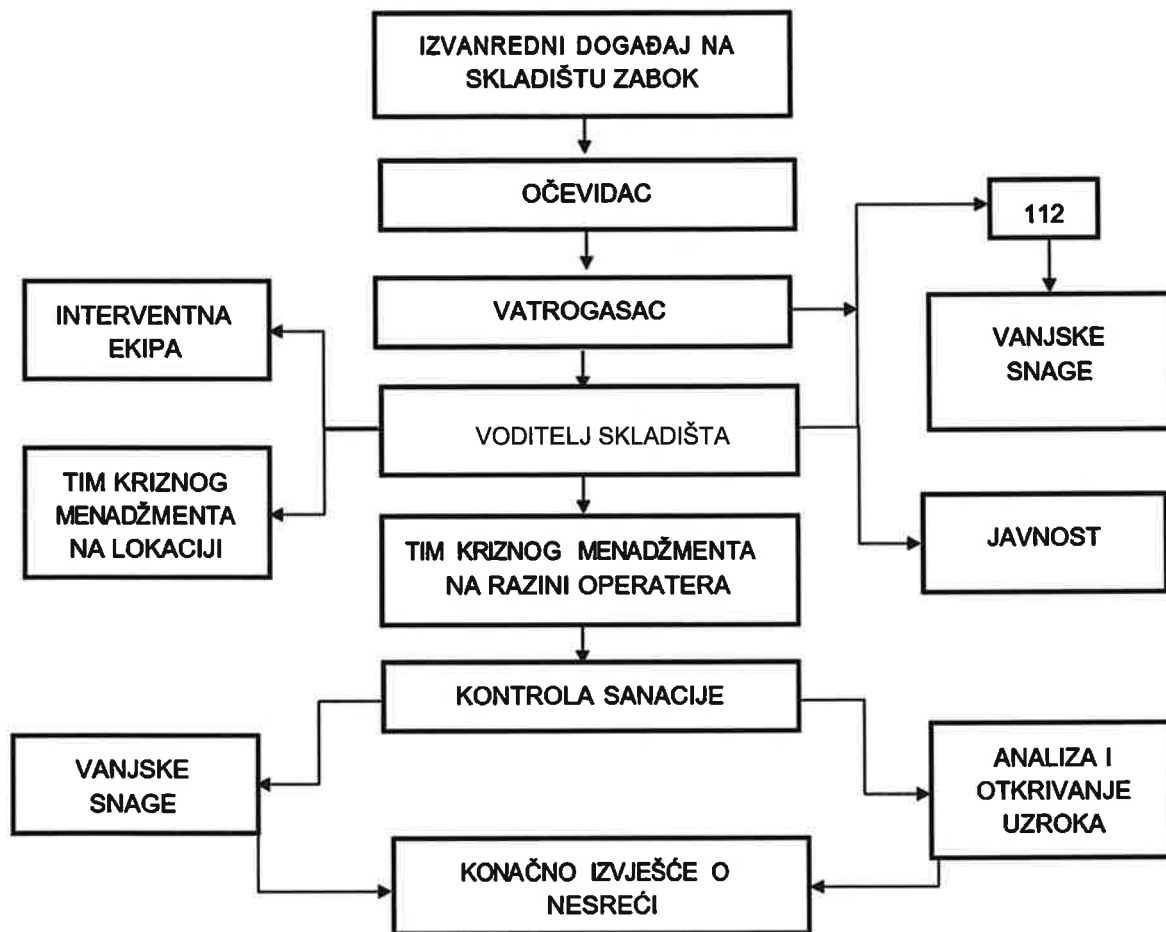 IZVANREDNI DOGAĐAJ NA
SKLADIŠTU ZABOK
OČEVIDAC
112
VATROGASAC
INTERVENTNA
EKIPA
VANJSKE
SNAGE
VODITELJ SKLADIŠTA
TIM KRIZNOG
MENADŽMENTA
NA LOKACIJI
JAVNOST
TIM KRIZNOG MENADŽMENTA
NA RAZINI OPERATERA
KONTROLA SANACIJE
VANJSKE
SNAGE
ANALIZA I
OTKRIVANJE
UZROKA
KONAČNO IZVJEŠĆE O
NESREĆI